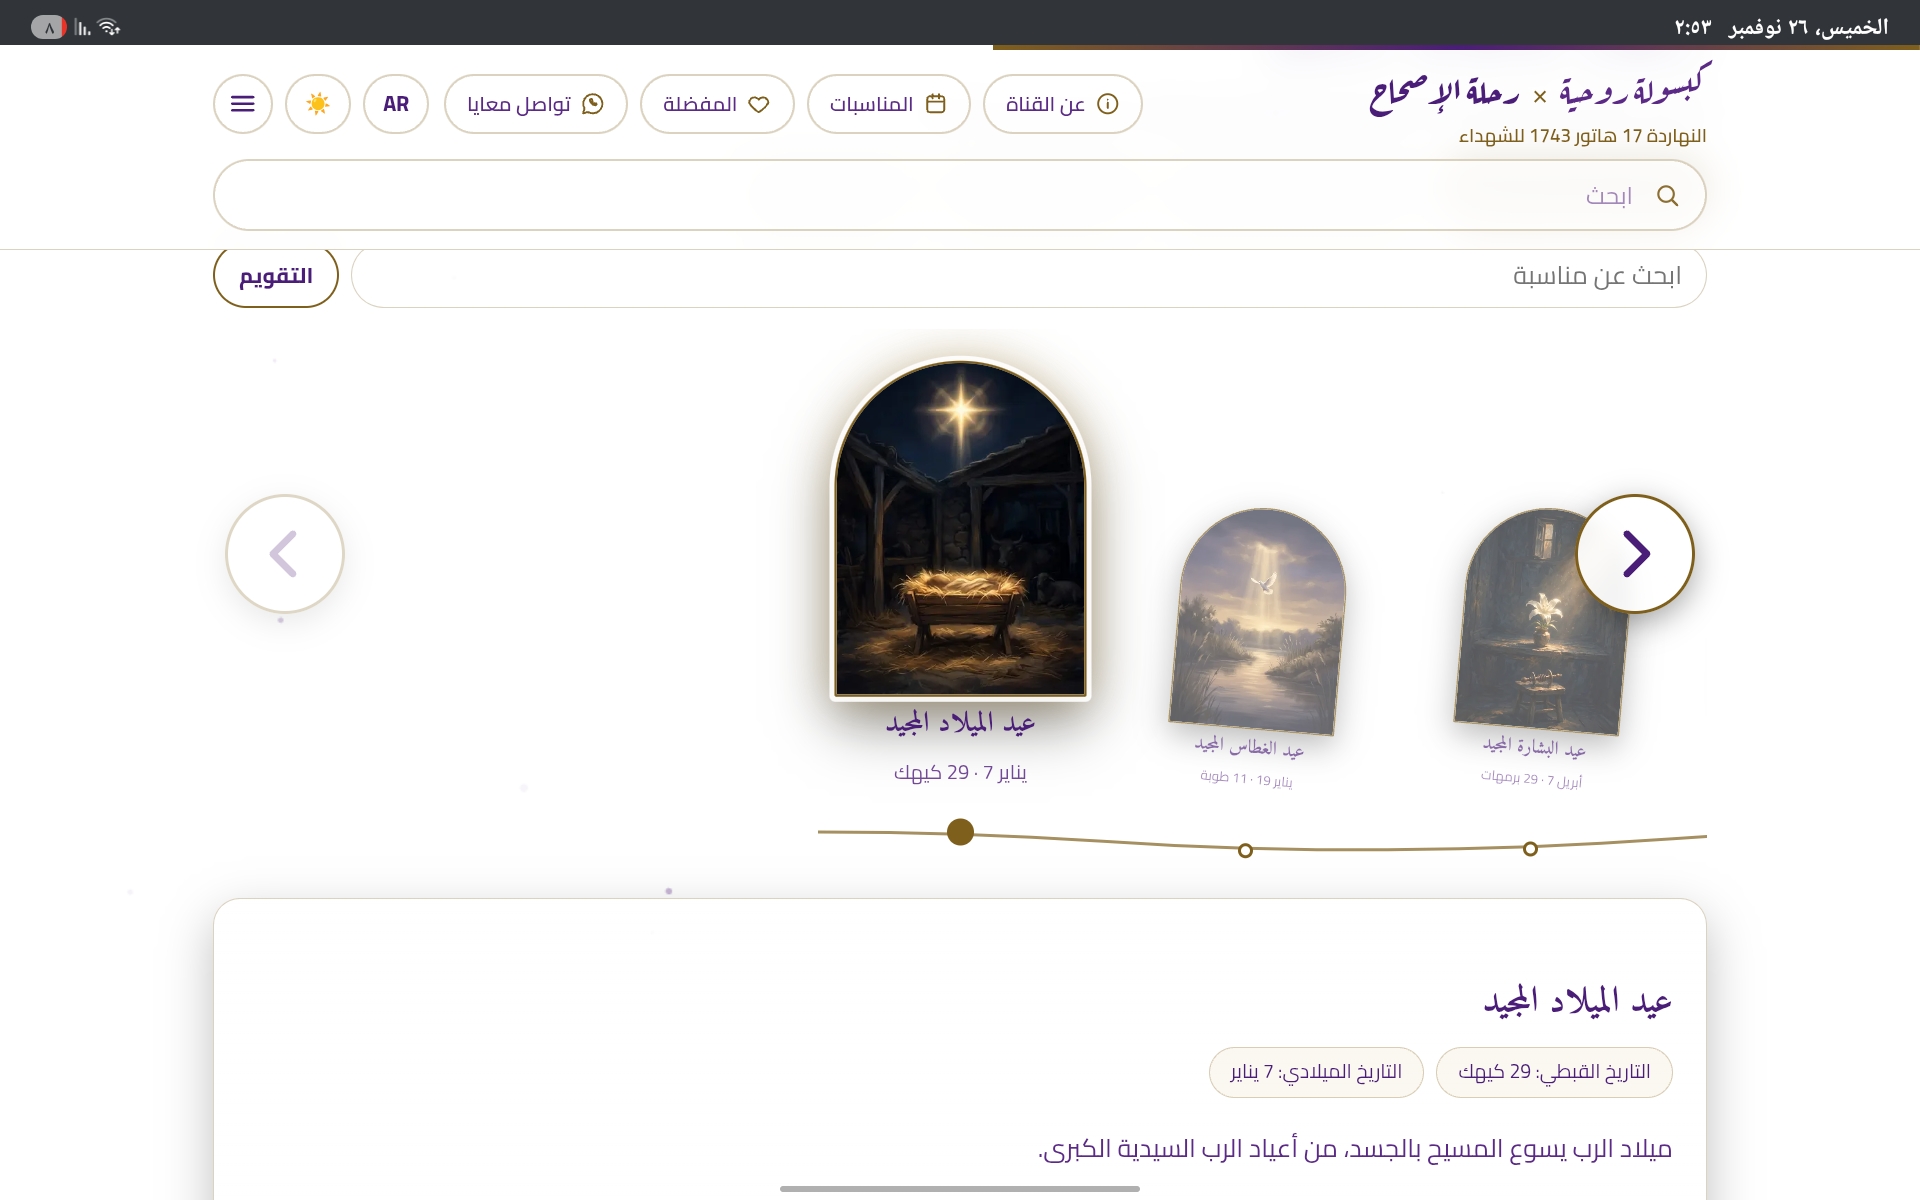 الخميس، ٢٦ نوفمبر ٢:٥٣
٨
كبسولة روحية × رحلة الإصحاح
النهاردة 17 هاتور 1743 للشهداء
عن القناة
المناسبات
المفضلة
تواصل معايا
AR
ابحث
ابحث عن مناسبة
التقويم
عيد الميلاد المجيد
يناير 7 · 29 كيهك
عيد الغطاس المجيد
يناير 19 · 11 طوبة
عيد البشارة المجيد
أبريل 7 · 29 برمهات
عيد الميلاد المجيد
التاريخ القبطي: 29 كيهك
التاريخ الميلادي: 7 يناير
ميلاد الرب يسوع المسيح بالجسد، من أعياد الرب السيدية الكبرى.